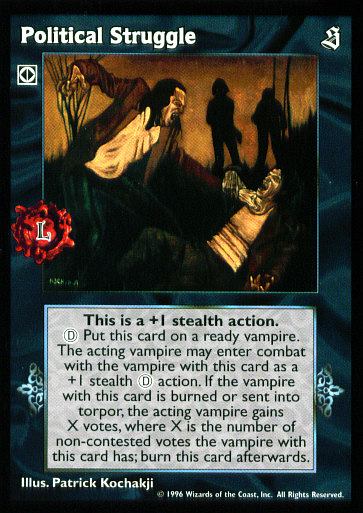 Political Struggle
L
This is a +1 stealth action.
Ⓓ Put this card on a ready vampire.
The acting vampire may enter combat
with the vampire with this card as a
+1 stealth Ⓓ action. If the vampire
with this card is burned or sent into
torpor, the acting vampire gains
X votes, where X is the number of
non-contested votes the vampire with
this card has; burn this card afterwards.
Illus. Patrick Kochakji
© 1996 Wizards of the Coast, Inc. All Rights Reserved.